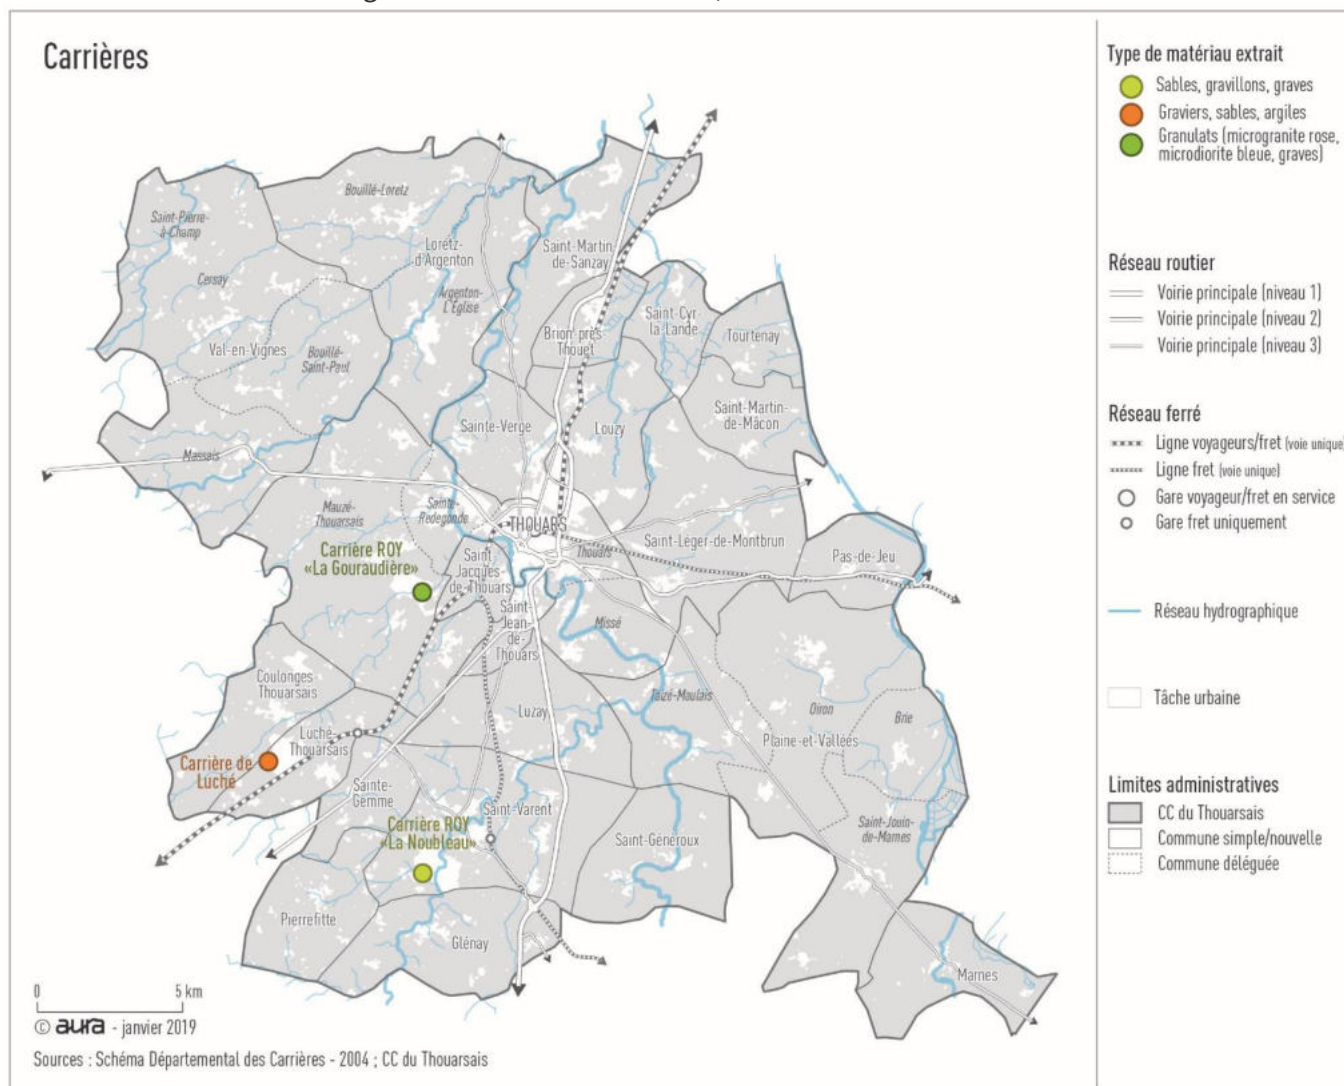 Carrières
Type de matériau extrait
Sables, gravillons, graves
Graviers, sables, argiles
Granulats (microgranite rose,
microdiorite bleue, graves)
Réseau routier
Voirie principale (niveau 1)
Voirie principale (niveau 2)
Voirie principale (niveau 3)
Réseau ferré
Ligne voyageurs/fret (voie unique)
Ligne fret (voie unique)
Gare voyageur/fret en service
Gare fret uniquement
Réseau hydrographique
Tâche urbaine
Limites administratives
CC du Thouarsais
Commune simple/nouvelle
Commune déléguée
Bouillé-Loretz
Saint-Pierre-
à-Champ
Loretz-
d'Argenton
Saint-Martin
de-Sanzay
Cersay
Argenton-
L'Église
Saint-Cyr-
la-Lande
Tourtenay
Brion-près-
Thouet
Val-en-Vignes
Bouillé-
Saint-Paul
Saint-Martin-
de-Mâcon
Sainte-Verge
Louzy
Massais
Mauzé-
Thouarsais
Sainte-
Radegonde
THOUARS
Thouars
Saint-Léger-de-Montbrun
Pas-de-Jeu
Carrière ROY
«La Gouraudière»
Saint-
Jacques-
de-Thouars
Saint-
Jean-
de-
Thouars
Missé
Coulonges-
Thouarsais
Taizé-Maulais
Oiron
Brie
Luzay
Luché-
Thouarsais
Plaine-et-Vallées
Carrière de
Luché
Sainte-
Gemme
Saint-Varent
Carrière ROY
«La Noubleau»
Saint-Généroux
Saint-Jouin-
de-Marnes
Pierrefitte
Glénay
Marnes
0 5 km
© aura - janvier 2019
Sources : Schéma Départemental des Carrières - 2004 ; CC du Thouarsais